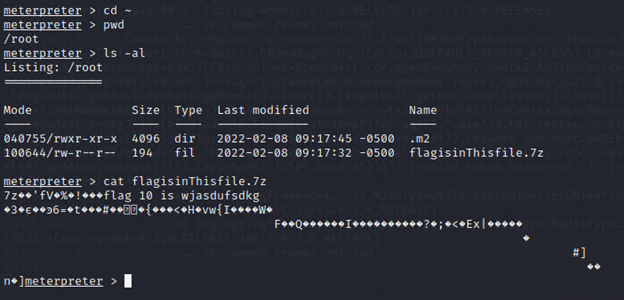 meterpreter > cd ~
meterpreter > pwd
/root
meterpreter > ls -al
Listing: /root
==============
Mode Size Type Last modified Name
---- ---- ---- ------------- ----
040755/rwxr-xr-x 4096 dir 2022-02-08 09:17:45 -0500 .m2
100644/rw-r--r-- 194 fil 2022-02-08 09:17:32 -0500 flagisinThisfile.7z
meterpreter > cat flagisinThisfile.7z
7z��'fV�%�!���flag 10 is wjasdufsdkg
�3�є��϶6=�t���#��
�{���<�H�vw{I����W�
F��Q������I����������?�;�<�Ex|�����
�
#]
��
n�]meterpreter >